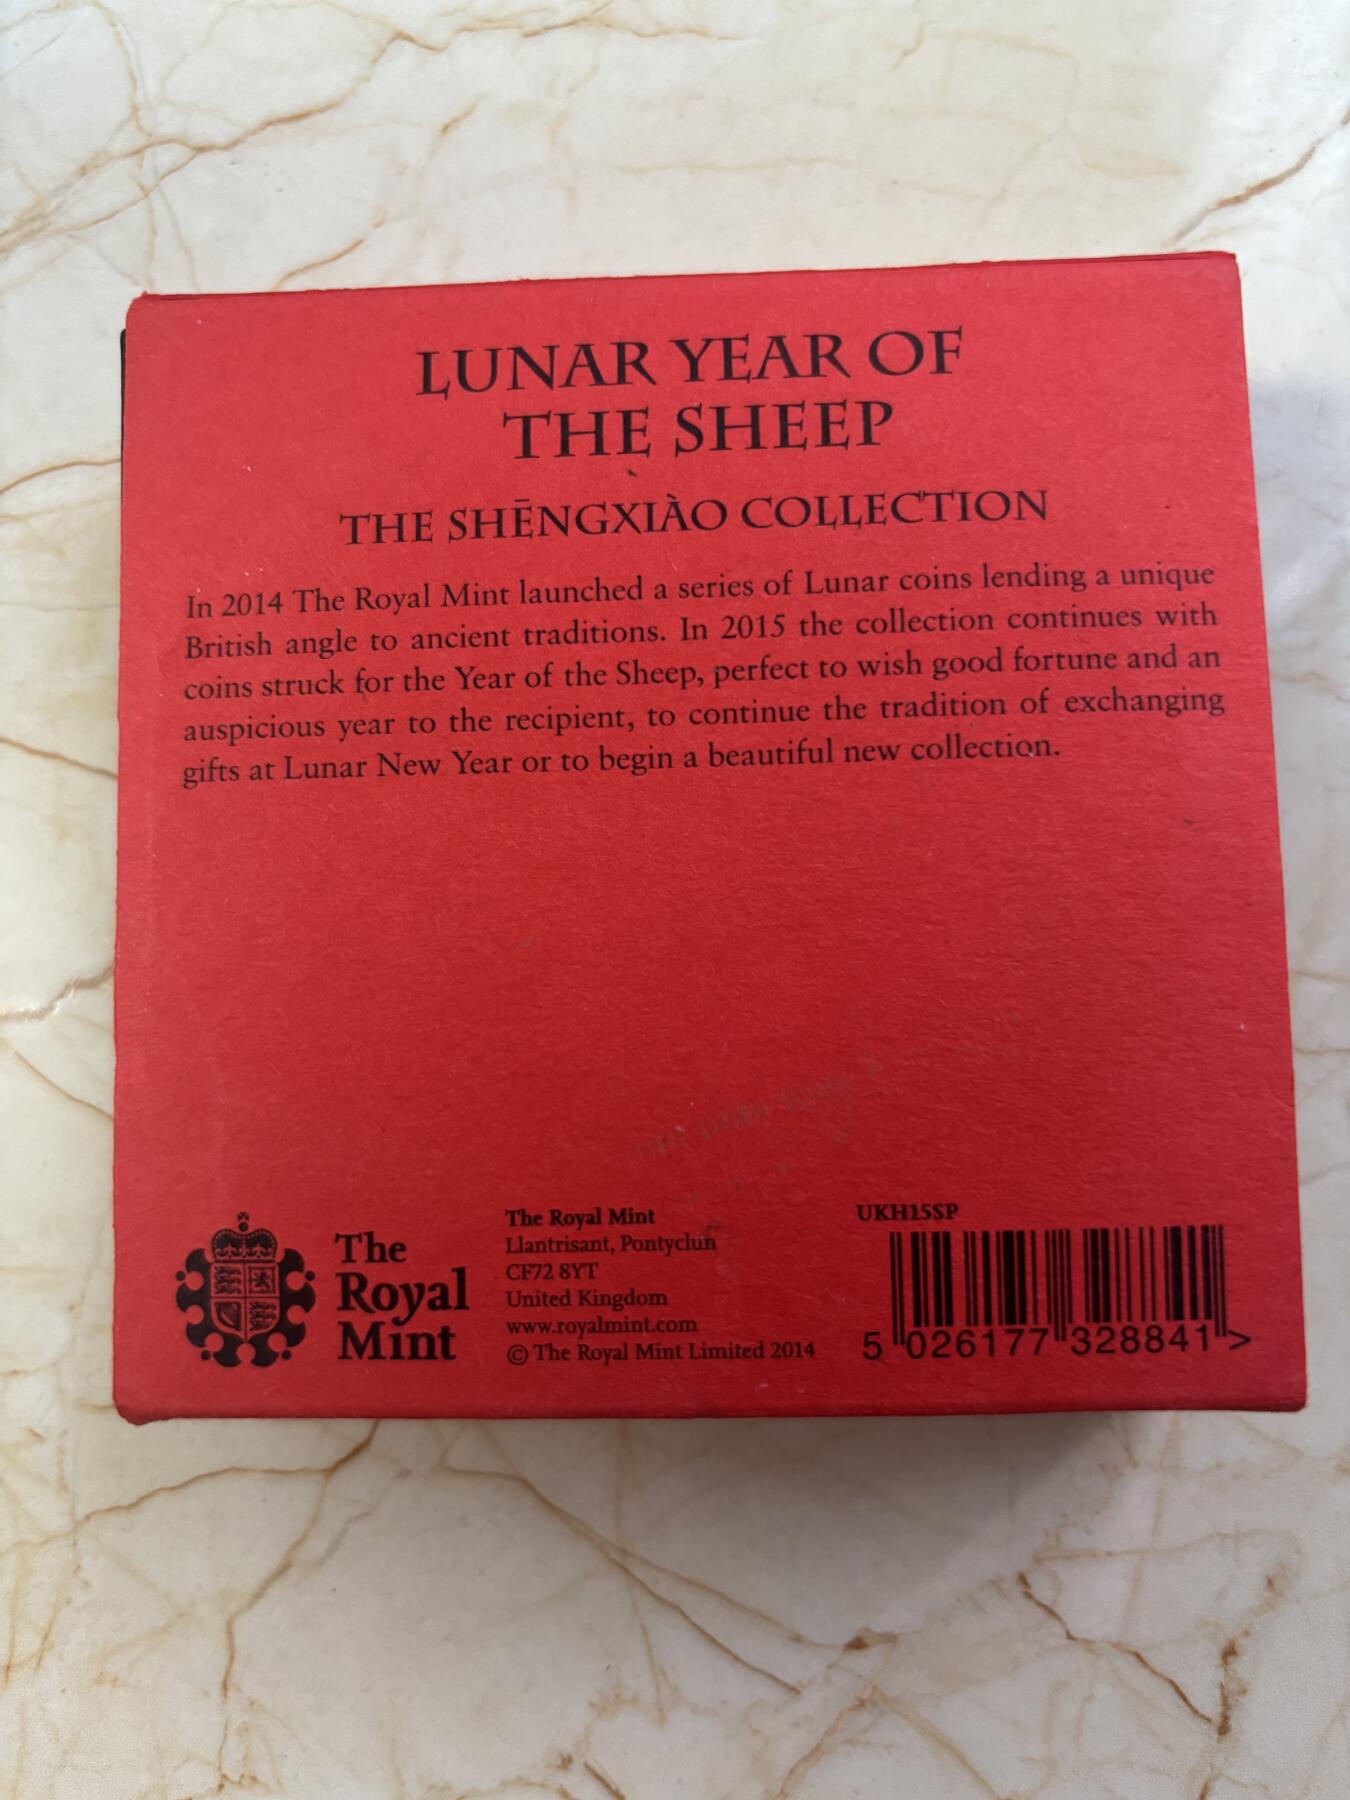 LUNAR YEAR OF
THE SHEEP
THE SHĒNGXIÀO COLLECTION
In 2014 The Royal Mint launched a series of Lunar coins lending a unique
British angle to ancient traditions. In 2015 the collection continues with
coins struck for the Year of the Sheep, perfect to wish good fortune and an
auspicious year to the recipient, to continue the tradition of exchanging
gifts at Lunar New Year or to begin a beautiful new collection.
The
Royal
Mint
The Royal Mint
Llantrisant, Pontyclun
CF72 8YT
United Kingdom
www.royalmint.com
© The Royal Mint Limited 2014
UKH15SP
5 026177 328841 >